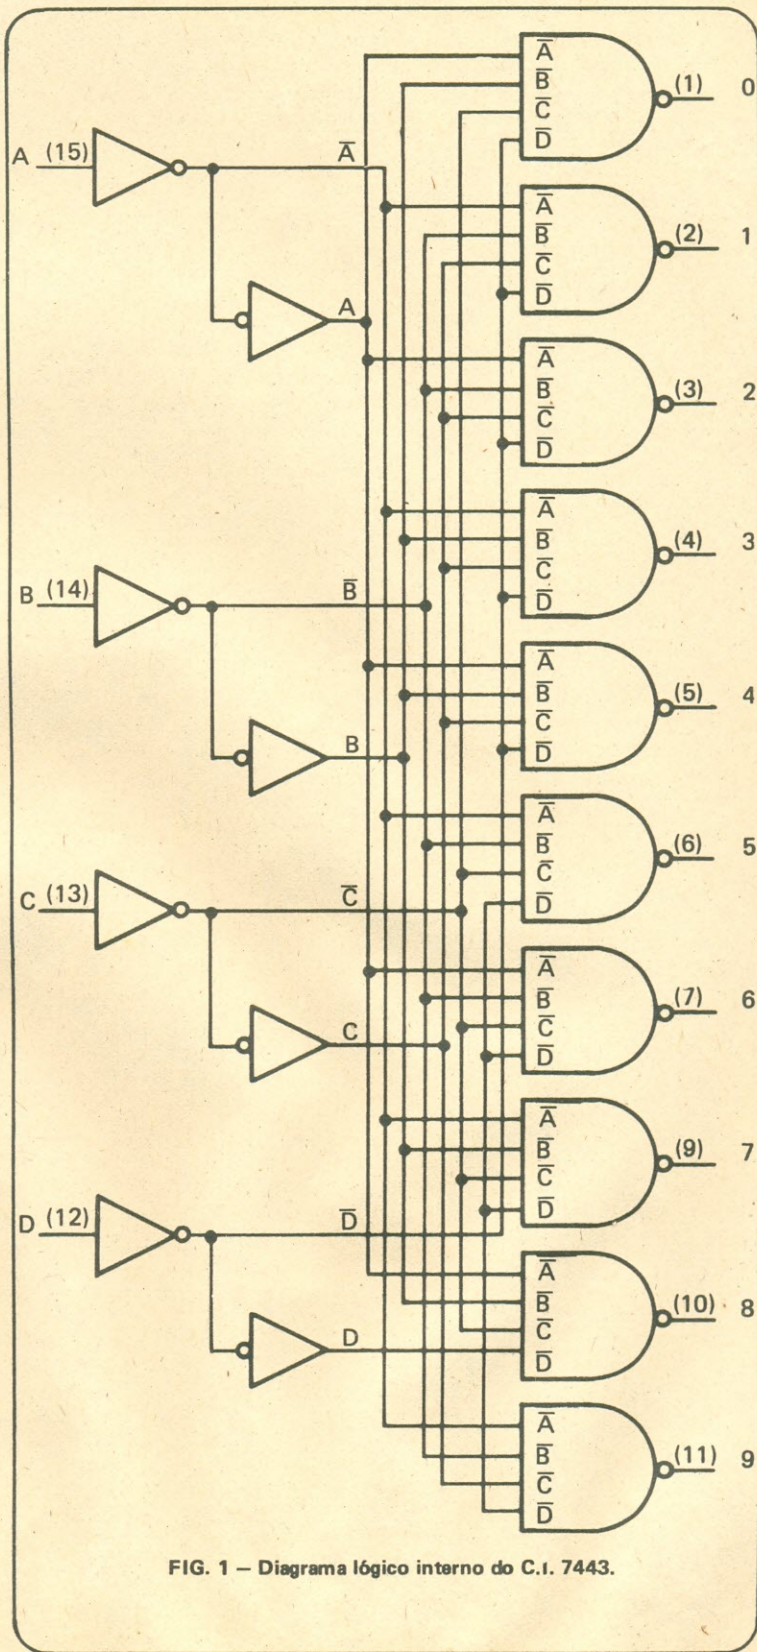 A̅
B̅
C̅
D̅
(1) 0
A (15) A̅
A̅
B̅
C̅
D̅
(2) 1
A
A̅
B̅
C̅
D̅
(3) 2
A̅
B̅
C̅
D̅
(4) 3
B (14) B̅
A̅
B̅
C̅
D̅
(5) 4
B
A̅
B̅
C̅
D̅
(6) 5
C (13) C̅
A̅
B̅
C̅
D̅
(7) 6
C
A̅
B̅
C̅
D̅
(9) 7
D (12) D̅
A̅
B̅
C̅
D̅
(10) 8
D
A̅
B̅
C̅
D̅
(11) 9
FIG. 1 — Diagrama lógico interno do C.I. 7443.